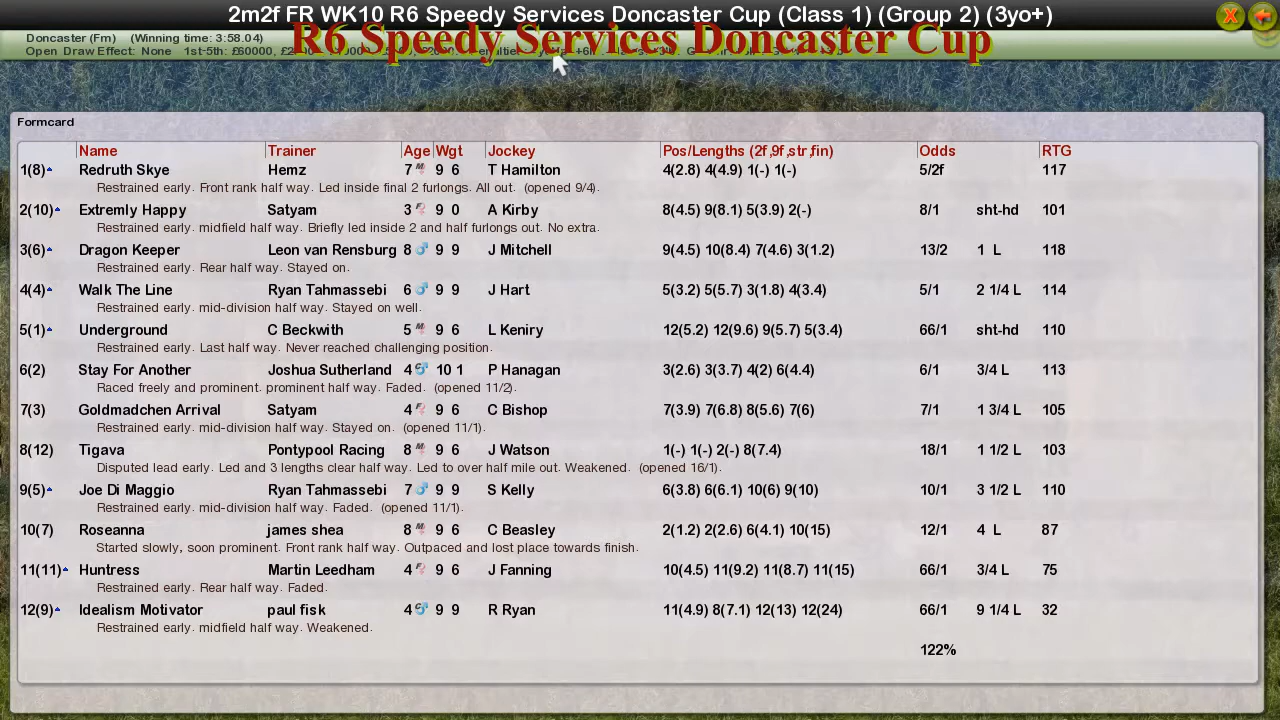 2m2f FR WK10 R6 Speedy Services Doncaster Cup (Class 1) (Group 2) (3yo+)
R6 Speedy Services Doncaster Cup
Doncaster (Fm) (Winning time: 3:58.04)
Open Draw Effect: None 1st-5th: £60000,
Formcard
Name Trainer Age Wgt Jockey Pos/Lengths (2f,9f,str,fin) Odds RTG
1(8) Redruth Skye Hemz 7 9 6 T Hamilton 4(2.8) 4(4.9) 1(-) 1(-) 5/2f 117
Restrained early. Front rank half way. Led inside final 2 furlongs. All out. (opened 9/4).
2(10) Extremly Happy Satyam 3 9 0 A Kirby 8(4.5) 9(8.1) 5(3.9) 2(-) 8/1 sht-hd 101
Restrained early. midfield half way. Briefly led inside 2 and half furlongs out. No extra.
3(6) Dragon Keeper Leon van Rensburg 8 9 9 J Mitchell 9(4.5) 10(8.4) 7(4.6) 3(1.2) 13/2 1 L 118
Restrained early. Rear half way. Stayed on.
4(4) Walk The Line Ryan Tahmassebi 6 9 9 J Hart 5(3.2) 5(5.7) 3(1.8) 4(3.4) 5/1 2 1/4 L 114
Restrained early. mid-division half way. Stayed on well.
5(1) Underground C Beckwith 5 9 6 L Keniry 12(5.2) 12(9.6) 9(5.7) 5(3.4) 66/1 sht-hd 110
Restrained early. Last half way. Never reached challenging position.
6(2) Stay For Another Joshua Sutherland 4 10 1 P Hanagan 3(2.6) 3(3.7) 4(2) 6(4.4) 6/1 3/4 L 113
Raced freely and prominent. prominent half way. Faded. (opened 11/2).
7(3) Goldmadchen Arrival Satyam 4 9 6 C Bishop 7(3.9) 7(6.8) 8(5.6) 7(6) 7/1 1 3/4 L 105
Restrained early. mid-division half way. Stayed on. (opened 11/1).
8(12) Tigava Pontypool Racing 8 9 6 J Watson 1(-) 1(-) 2(-) 8(7.4) 18/1 1 1/2 L 103
Disputed lead early. Led and 3 lengths clear half way. Led to over half mile out. Weakened. (opened 16/1).
9(5) Joe Di Maggio Ryan Tahmassebi 7 9 9 S Kelly 6(3.8) 6(6.1) 10(6) 9(10) 10/1 3 1/2 L 110
Restrained early. mid-division half way. Faded. (opened 11/1).
10(7) Roseanna james shea 8 9 6 C Beasley 2(1.2) 2(2.6) 6(4.1) 10(15) 12/1 4 L 87
Started slowly, soon prominent. Front rank half way. Outpaced and lost place towards finish.
11(11) Huntress Martin Leedham 4 9 6 J Fanning 10(4.5) 11(9.2) 11(8.7) 11(15) 66/1 3/4 L 75
Restrained early. Rear half way. Faded.
12(9) Idealism Motivator paul fisk 4 9 9 R Ryan 11(4.9) 8(7.1) 12(13) 12(24) 66/1 9 1/4 L 32
Restrained early. midfield half way. Weakened.
122%